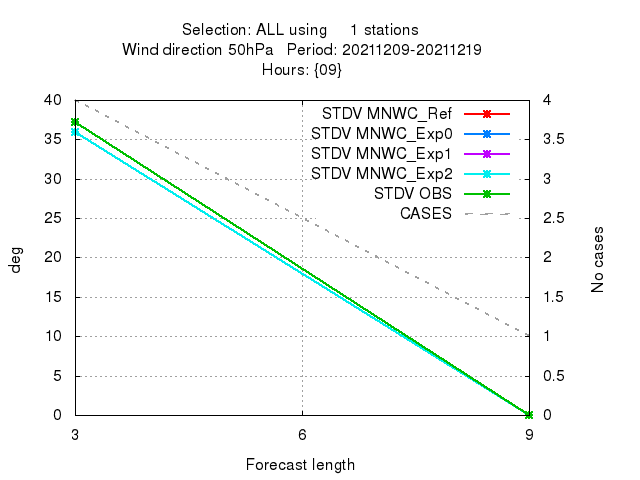 Selection: ALL using     1 stations
Wind direction 50hPa   Period: 20211209-20211219
Hours: {09}
40
35
30
25
20
15
10
5
0
deg
4
3.5
3
2.5
2
1.5
1
0.5
0
No cases
STDV MNWC_Ref
STDV MNWC_Exp0
STDV MNWC_Exp1
STDV MNWC_Exp2
STDV OBS
CASES
3 6 9
Forecast length